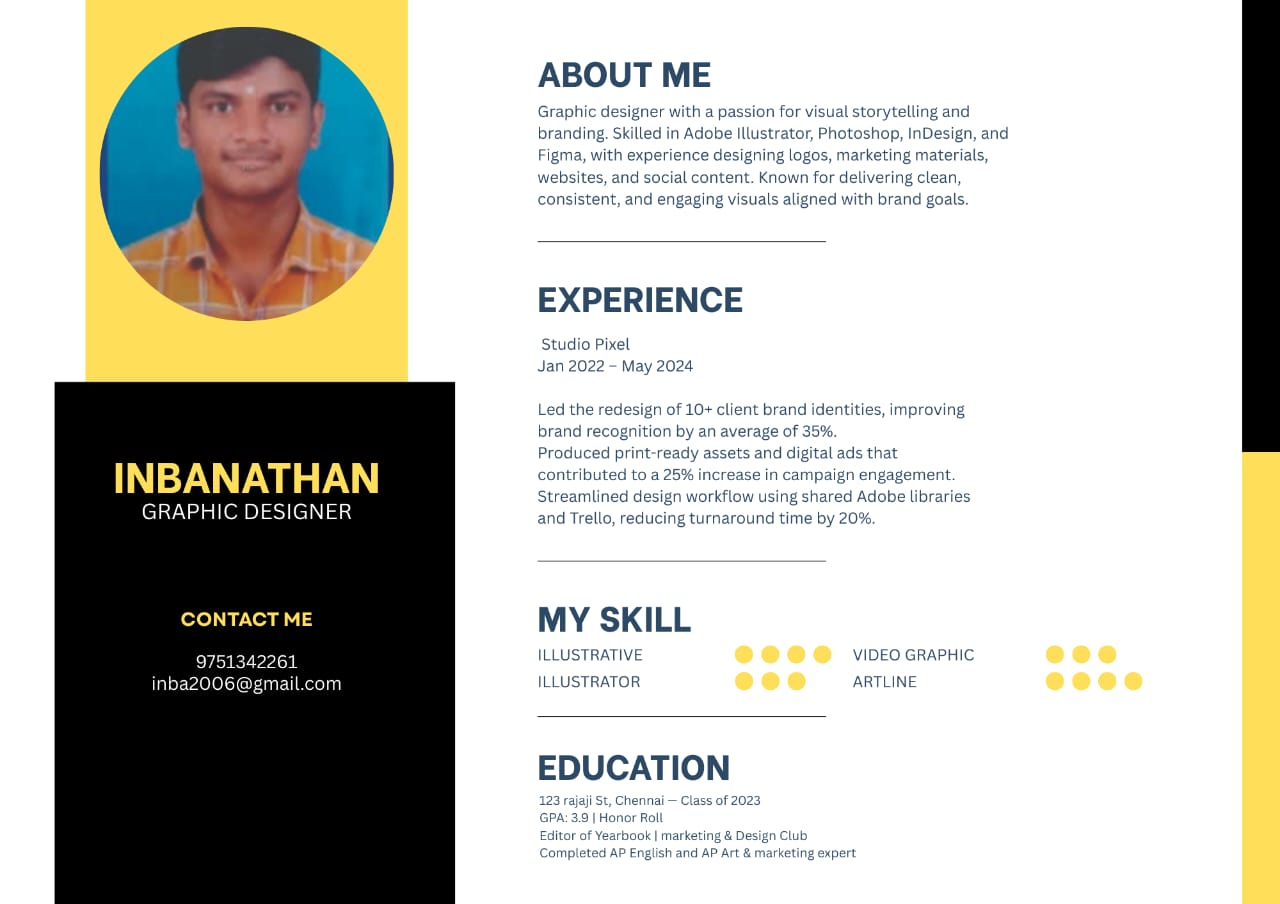 INBANATHAN
GRAPHIC DESIGNER
CONTACT ME
9751342261
inba2006@gmail.com
ABOUT ME
Graphic designer with a passion for visual storytelling and
branding. Skilled in Adobe Illustrator, Photoshop, InDesign, and
Figma, with experience designing logos, marketing materials,
websites, and social content. Known for delivering clean,
consistent, and engaging visuals aligned with brand goals.
EXPERIENCE
Studio Pixel
Jan 2022 – May 2024
Led the redesign of 10+ client brand identities, improving
brand recognition by an average of 35%.
Produced print-ready assets and digital ads that
contributed to a 25% increase in campaign engagement.
Streamlined design workflow using shared Adobe libraries
and Trello, reducing turnaround time by 20%.
MY SKILL
ILLUSTRATIVE VIDEO GRAPHIC
ILLUSTRATOR ARTLINE
EDUCATION
123 rajaji St, Chennai — Class of 2023
GPA: 3.9 | Honor Roll
Editor of Yearbook | marketing & Design Club
Completed AP English and AP Art & marketing expert